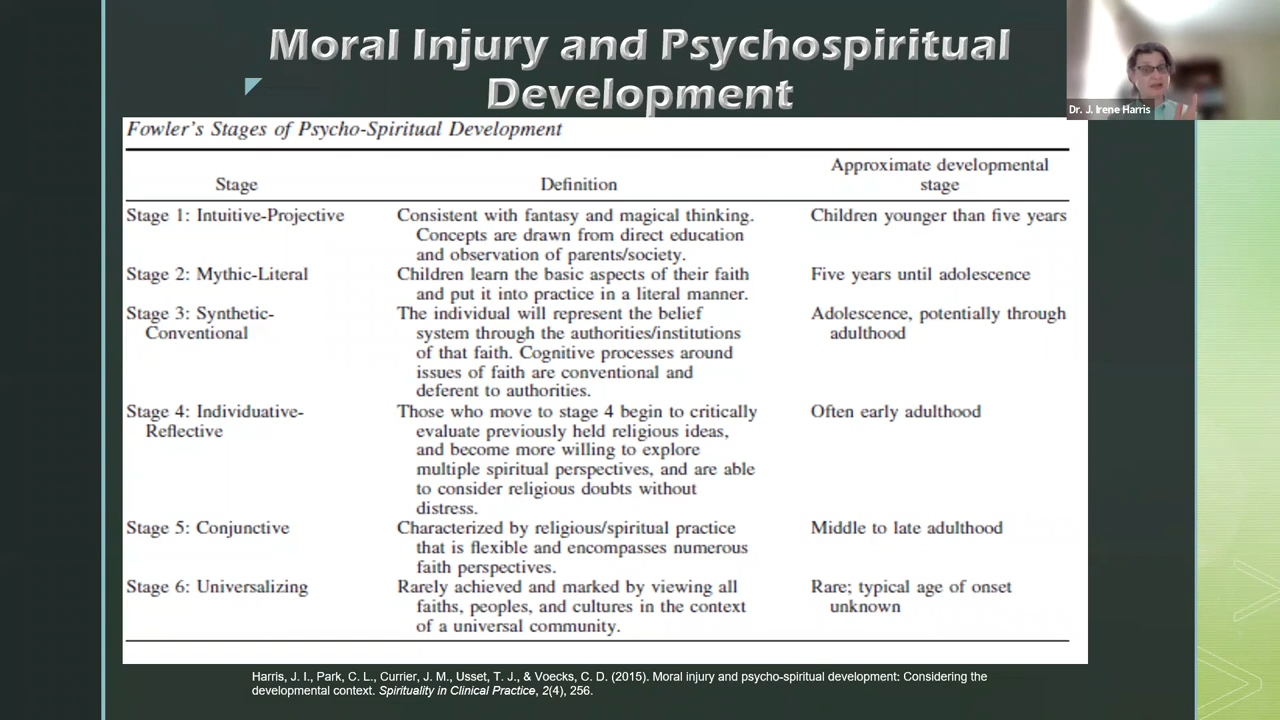 Moral Injury and Psychospiritual
Development
Dr. J. Irene Harris
Fowler's Stages of Psycho-Spiritual Development
Stage
Definition
Approximate developmental
stage
Stage 1: Intuitive-Projective
Consistent with fantasy and magical thinking.
Concepts are drawn from direct education
and observation of parents/society.
Children younger than five years
Stage 2: Mythic-Literal
Children learn the basic aspects of their faith
and put it into practice in a literal manner.
Five years until adolescence
Stage 3: Synthetic-
Conventional
The individual will represent the belief
system through the authorities/institutions
of that faith. Cognitive processes around
issues of faith are conventional and
deferent to authorities.
Adolescence, potentially through
adulthood
Stage 4: Individuative-
Reflective
Those who move to stage 4 begin to critically
evaluate previously held religious ideas,
and become more willing to explore
multiple spiritual perspectives, and are able
to consider religious doubts without
distress.
Often early adulthood
Stage 5: Conjunctive
Characterized by religious/spiritual practice
that is flexible and encompasses numerous
faith perspectives.
Middle to late adulthood
Stage 6: Universalizing
Rarely achieved and marked by viewing all
faiths, peoples, and cultures in the context
of a universal community.
Rare; typical age of onset
unknown
Harris, J. I., Park, C. L., Currier, J. M., Usset, T. J., & Voecks, C. D. (2015). Moral injury and psycho-spiritual development: Considering the
developmental context. Spirituality in Clinical Practice, 2(4), 256.